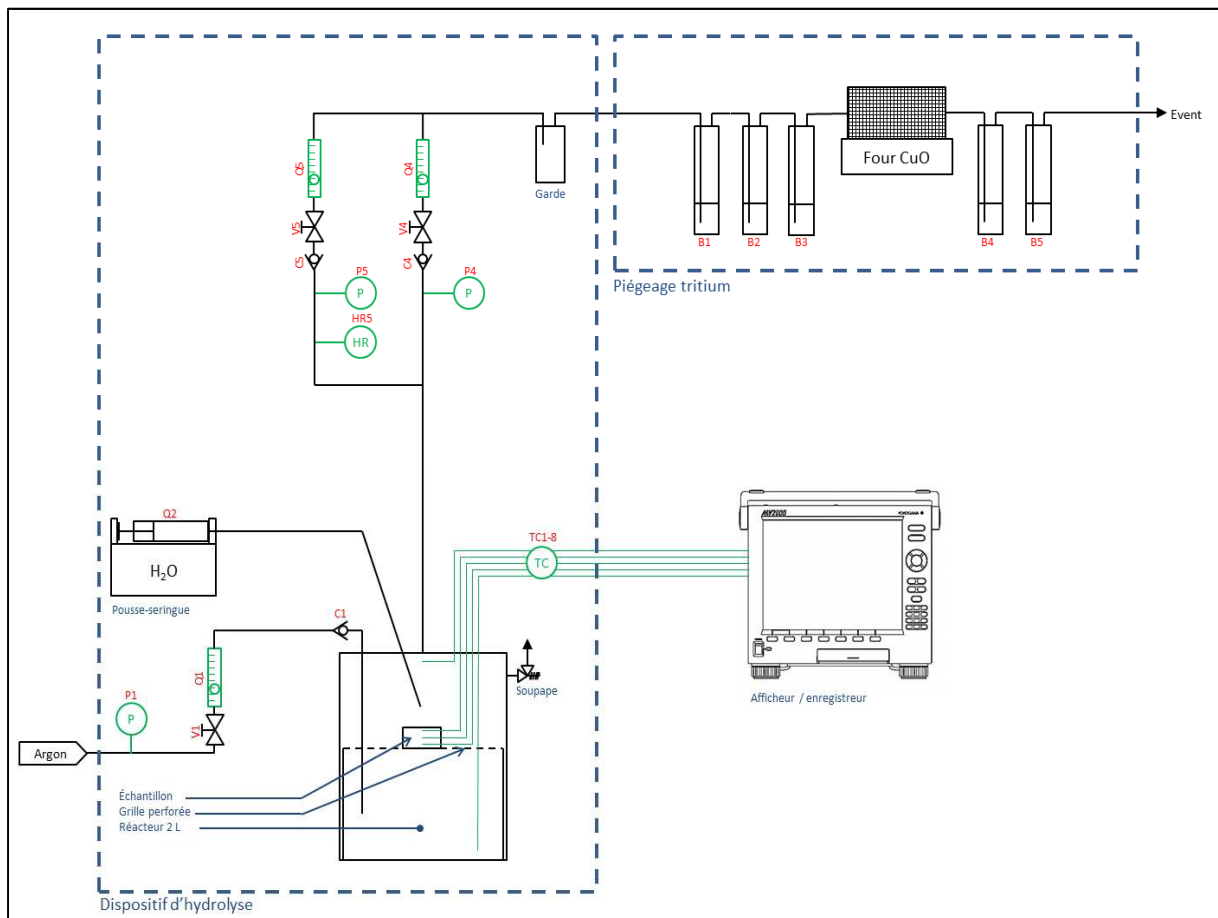 Four CuO
Event
Q5
Q4
Garde
V5
V4
B1
B2
B3
B4
B5
C5
C4
P5
P
P4
P
HR5
HR
Piégeage tritium
Q2
H2O
Pousse-seringue
TC1-8
TC
MV2000
YOKOGAWA
C1
Q1
P1
P
V1
Argon
Soupape
Afficheur / enregistreur
Échantillon
Grille perforée
Réacteur 2 L
Dispositif d'hydrolyse